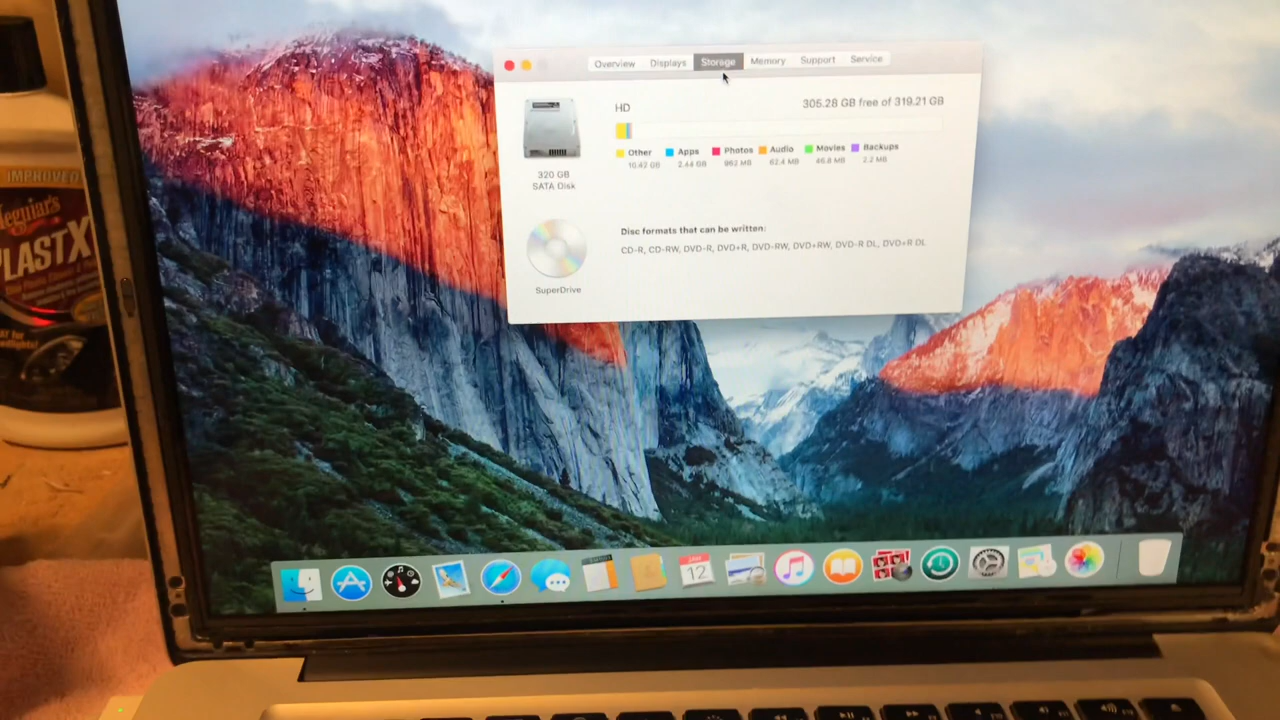 Overview Displays Storage Memory Support Service
HD 305.28 GB free of 319.21 GB
Other Apps Photos Audio Movies Backups
10.42 GB 2.44 GB 962 MB 62.4 MB 46.8 MB 2.2 MB
320 GB
SATA Disk
Disc formats that can be written:
CD-R, CD-RW, DVD-R, DVD+R, DVD-RW, DVD+RW, DVD-R DL, DVD+R DL
SuperDrive
IMPROVED
Meguiar's
PLASTX
JAN
12